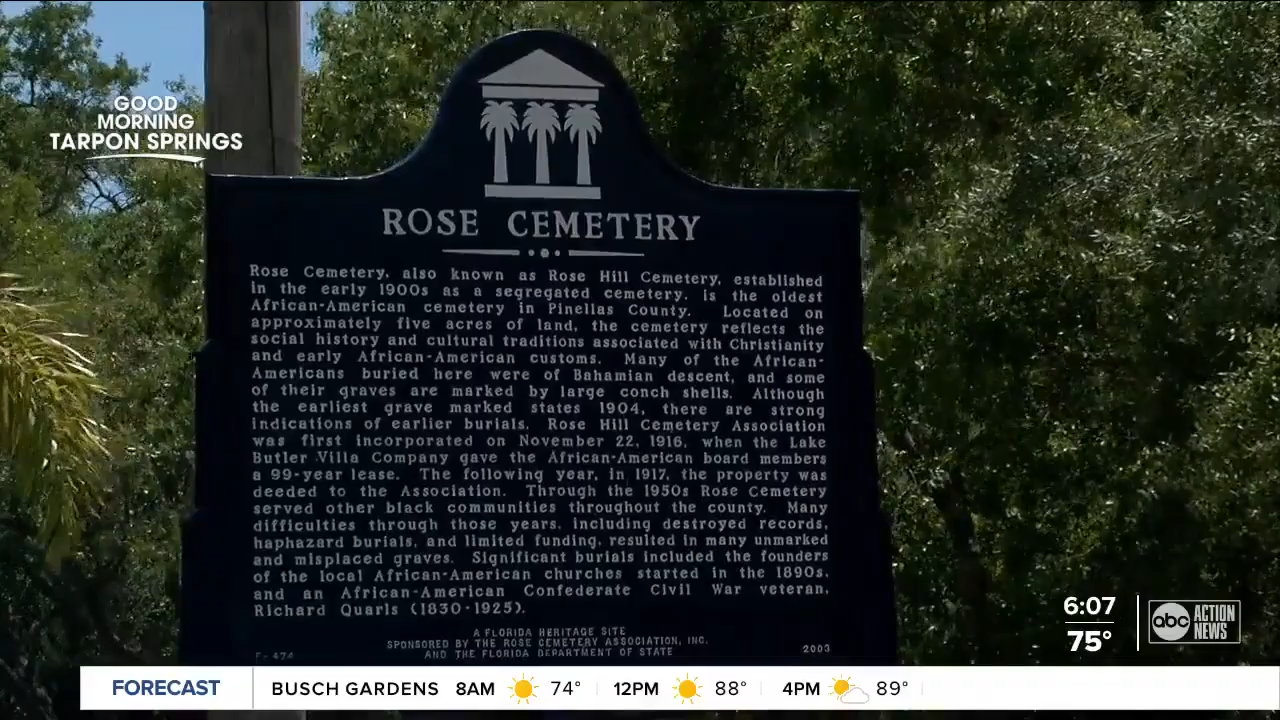 GOOD
MORNING
TARPON SPRINGS
ROSE CEMETERY
Rose Cemetery, also known as Rose Hill Cemetery, established
in the early 1900s as a segregated cemetery, is the oldest
African-American cemetery in Pinellas County. Located on
approximately five acres of land, the cemetery reflects the
social history and cultural traditions associated with Christianity
and early African-American customs. Many of the African-
Americans buried here were of Bahamian descent, and some
of their graves are marked by large conch shells. Although
the earliest grave marked states 1904, there are strong
indications of earlier burials. Rose Hill Cemetery Association
was first incorporated on November 22, 1916, when the Lake
Butler Villa Company gave the African-American board members
a 99-year lease. The following year, in 1917, the property was
deeded to the Association. Through the 1950s Rose Cemetery
served other black communities throughout the county. Many
difficulties through those years, including destroyed records,
haphazard burials, and limited funding, resulted in many unmarked
and misplaced graves. Significant burials included the founders
of the local African-American churches started in the 1890s,
and an African-American Confederate Civil War veteran,
Richard Quarls (1830-1925).
A FLORIDA HERITAGE SITE
SPONSORED BY THE ROSE CEMETERY ASSOCIATION, INC.
AND THE FLORIDA DEPARTMENT OF STATE
F-474
2003
6:07
75°
abc ACTION NEWS
FORECAST BUSCH GARDENS 8AM 74° 12PM 88° 4PM 89°